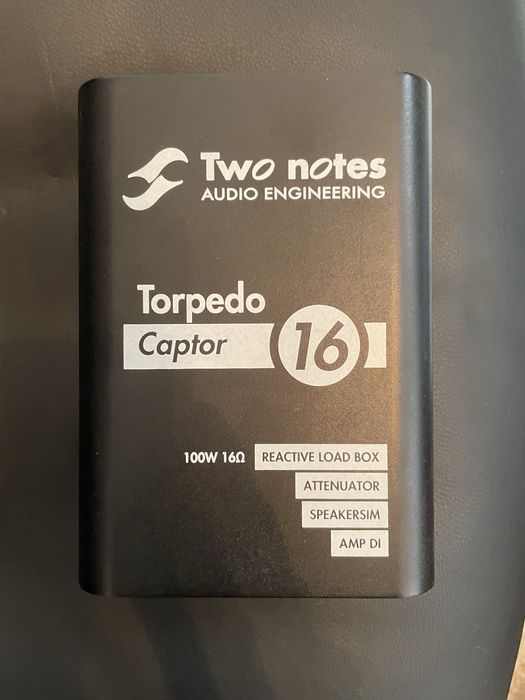 Two notes
AUDIO ENGINEERING
Torpedo
Captor 16
100W 16Ω REACTIVE LOAD BOX
ATTENUATOR
SPEAKERSIM
AMP DI